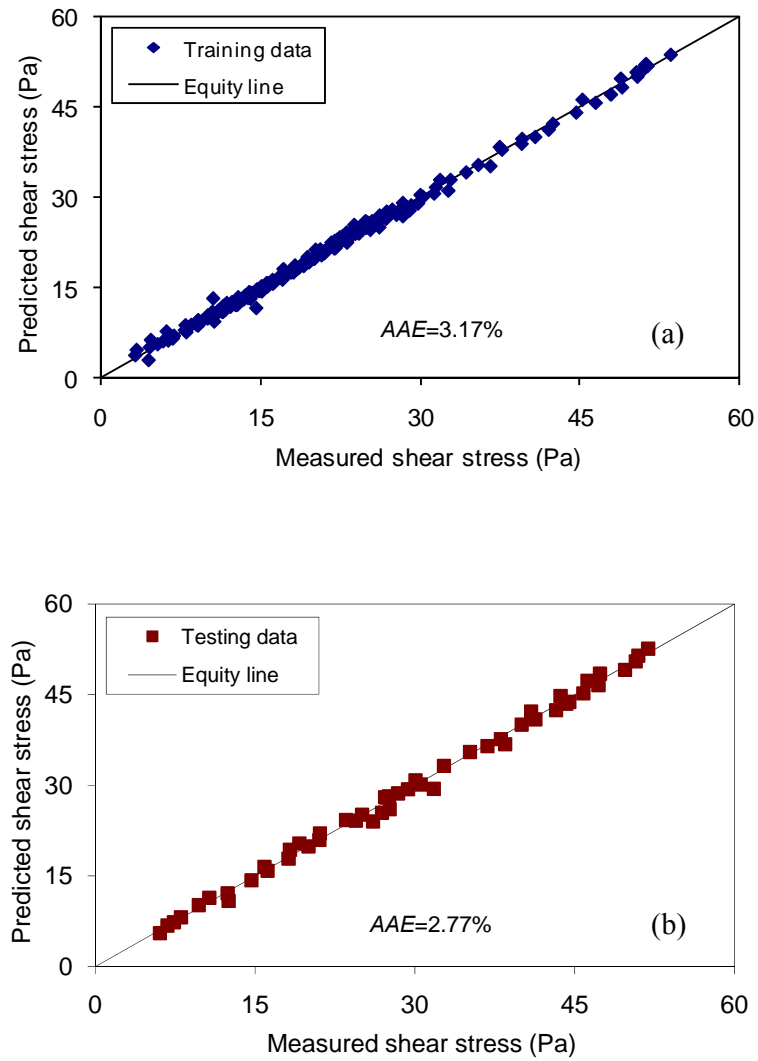 60
45
30
15
0
Predicted shear stress (Pa)
Training data
Equity line
AAE=3.17%
(a)
0 15 30 45 60
Measured shear stress (Pa)
60
45
30
15
0
Predicted shear stress (Pa)
Testing data
Equity line
AAE=2.77%
(b)
0 15 30 45 60
Measured shear stress (Pa)